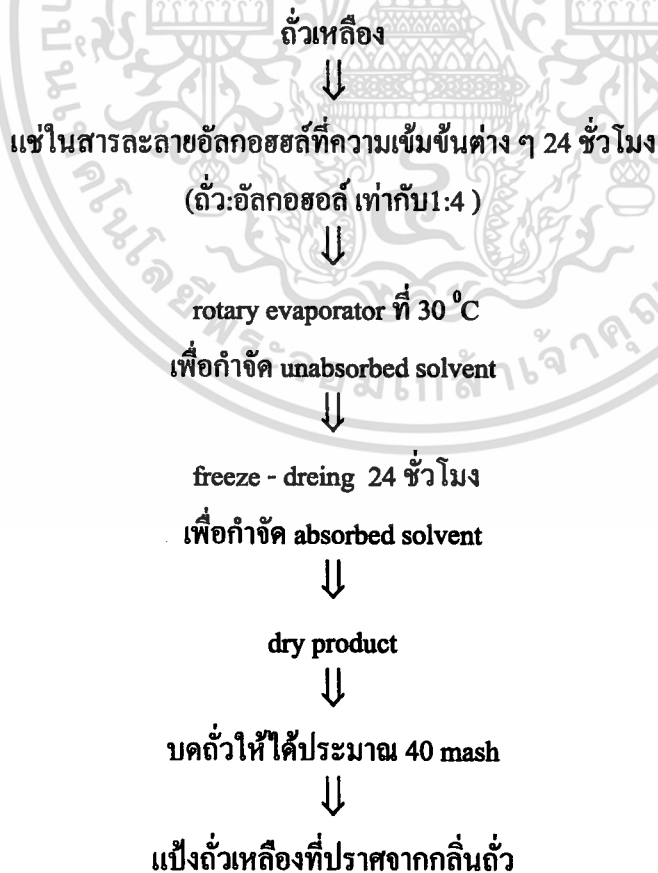 ถั่วเหลือง
⇓
แช่ในสารละลายอัลกอฮฮล์ที่ความเข้มข้นต่าง ๆ 24 ชั่วโมง
(ถั่ว:อัลกอฮอล์ เท่ากับ1:4 )
⇓
rotary evaporator ที่ 30 ⁰C
เพื่อกำจัด unabsorbed solvent
⇓
freeze - dreing 24 ชั่วโมง
เพื่อกำจัด absorbed solvent
⇓
dry product
⇓
บดถั่วให้ได้ประมาณ 40 mash
⇓
แป้งถั่วเหลืองที่ปราศจากกลิ่นถั่ว